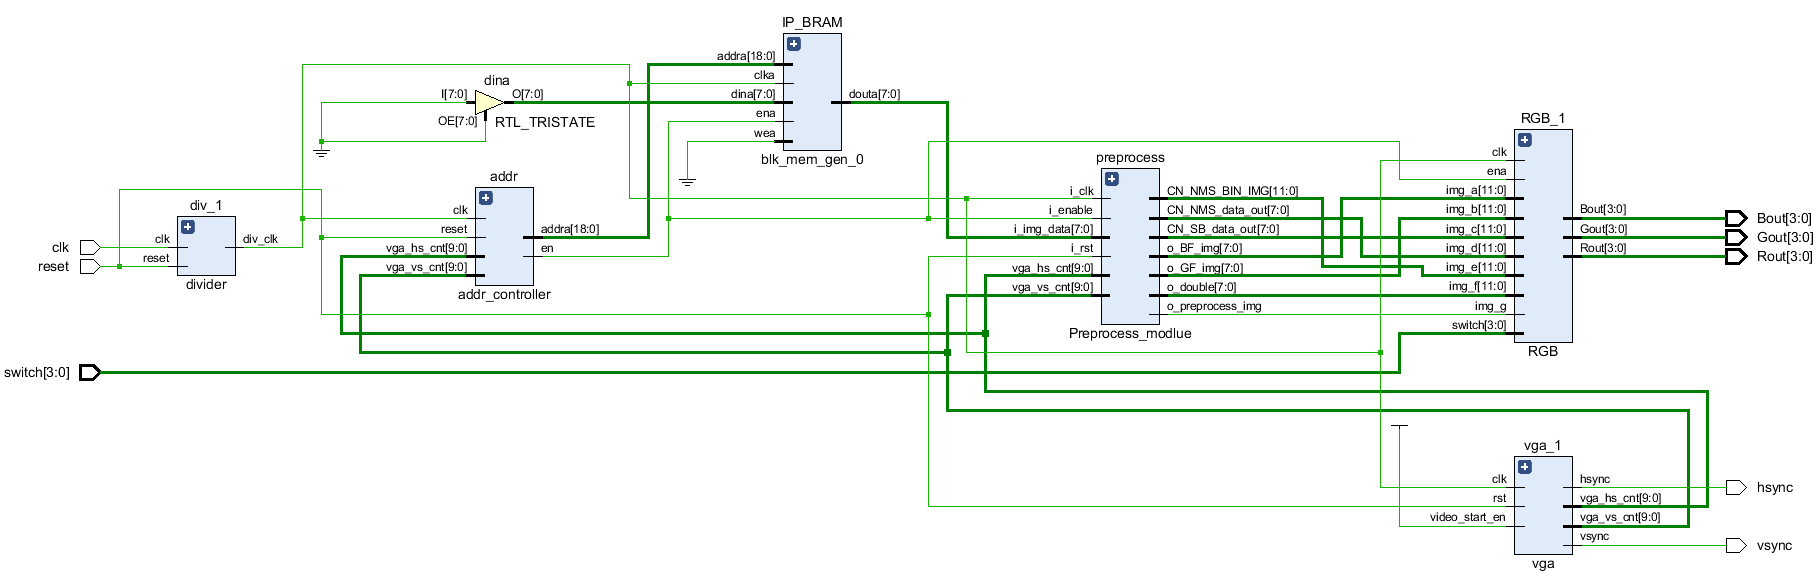 IP_BRAM
addra[18:0]
clka
dina[7:0]
ena
wea
douta[7:0]
blk_mem_gen_0
dina
I[7:0]
O[7:0]
OE[7:0]
RTL_TRISTATE
addr
clk
reset
vga_hs_cnt[9:0]
vga_vs_cnt[9:0]
addra[18:0]
en
addr_controller
div_1
clk
reset
div_clk
divider
clk
reset
switch[3:0]
preprocess
i_clk
i_enable
i_img_data[7:0]
i_rst
vga_hs_cnt[9:0]
vga_vs_cnt[9:0]
CN_NMS_BIN_IMG[11:0]
CN_NMS_data_out[7:0]
CN_SB_data_out[7:0]
o_BF_img[7:0]
o_GF_img[7:0]
o_double[7:0]
o_preprocess_img
Preprocess_modlue
RGB_1
clk
ena
img_a[11:0]
img_b[11:0]
img_c[11:0]
img_d[11:0]
img_e[11:0]
img_f[11:0]
img_g
switch[3:0]
Bout[3:0]
Gout[3:0]
Rout[3:0]
RGB
Bout[3:0]
Gout[3:0]
Rout[3:0]
vga_1
clk
rst
video_start_en
hsync
vga_hs_cnt[9:0]
vga_vs_cnt[9:0]
vsync
vga
hsync
vsync